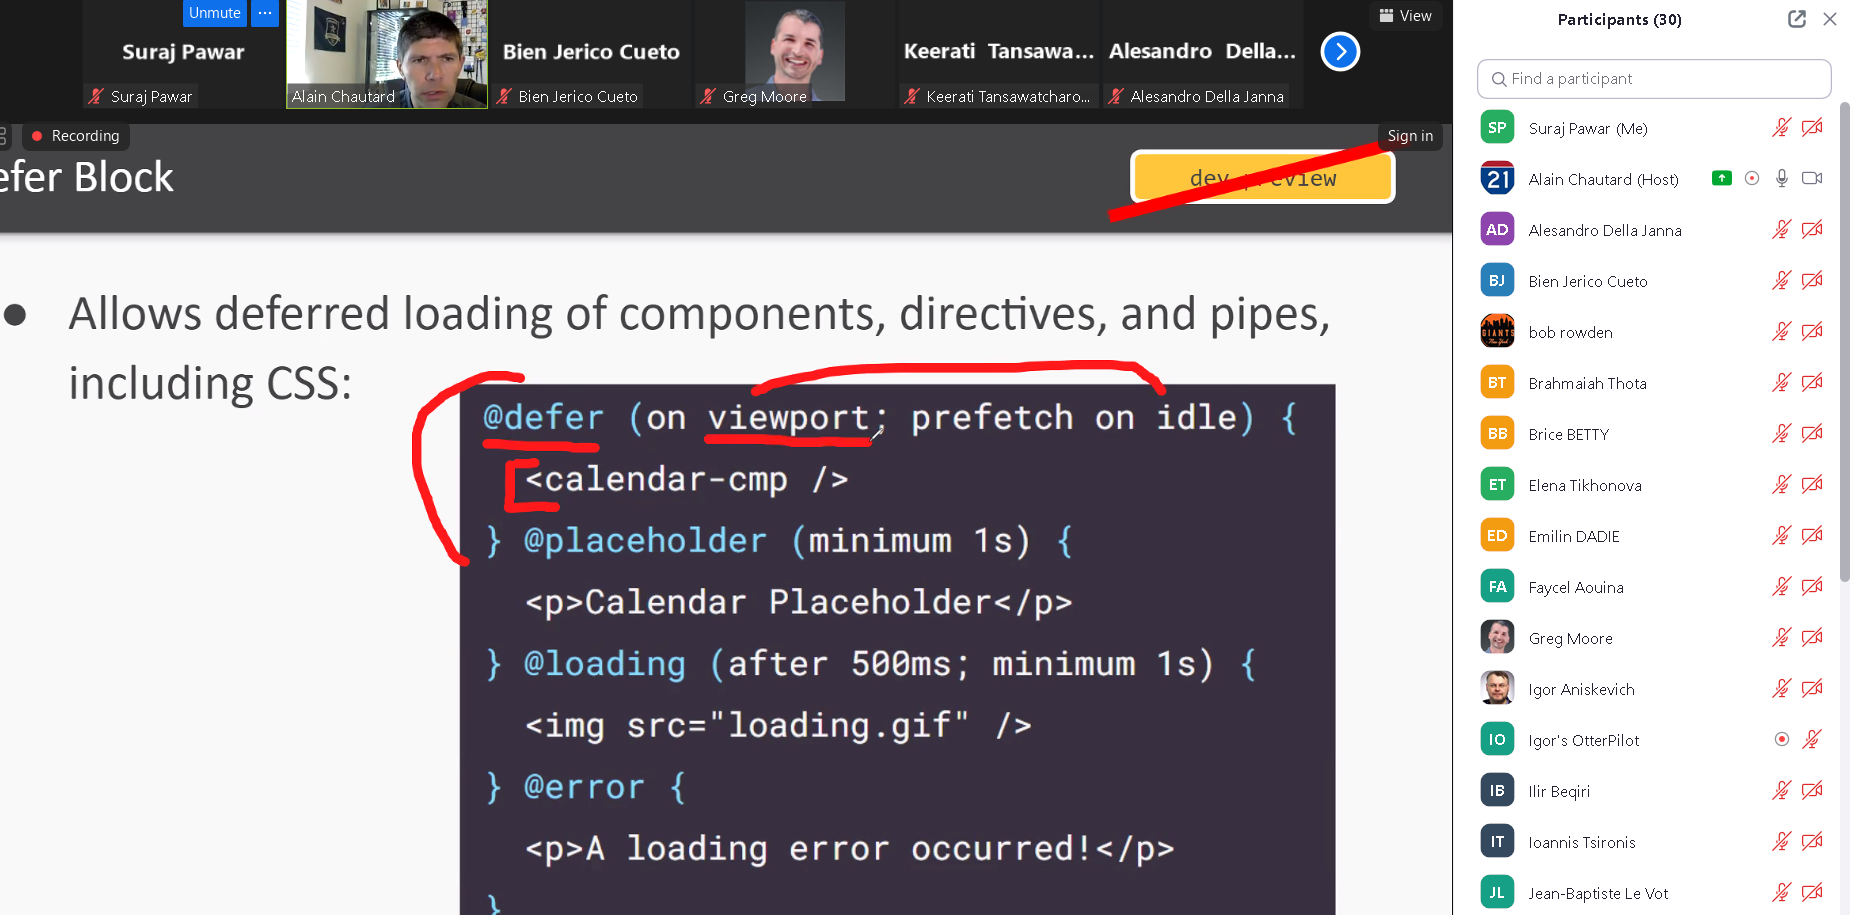 Unmute
...
View
Suraj Pawar
Bien Jerico Cueto
Keerati Tansawa...
Alesandro Della...
Suraj Pawar
Alain Chautard
Bien Jerico Cueto
Greg Moore
Keerati Tansawatcharo...
Alesandro Della Janna
Recording
Sign in
efer Block
dev preview
● Allows deferred loading of components, directives, and pipes,
including CSS:
@defer (on viewport; prefetch on idle) {
<calendar-cmp />
} @placeholder (minimum 1s) {
<p>Calendar Placeholder</p>
} @loading (after 500ms; minimum 1s) {
<img src="loading.gif" />
} @error {
<p>A loading error occurred!</p>
}
Participants (30)
Find a participant
SP Suraj Pawar (Me)
21 Alain Chautard (Host)
AD Alesandro Della Janna
BJ Bien Jerico Cueto
GIANTS bob rowden
BT Brahmaiah Thota
BB Brice BETTY
ET Elena Tikhonova
ED Emilin DADIE
FA Faycel Aouina
Greg Moore
Igor Aniskevich
IO Igor's OtterPilot
IB Ilir Beqiri
IT Ioannis Tsironis
JL Jean-Baptiste Le Vot